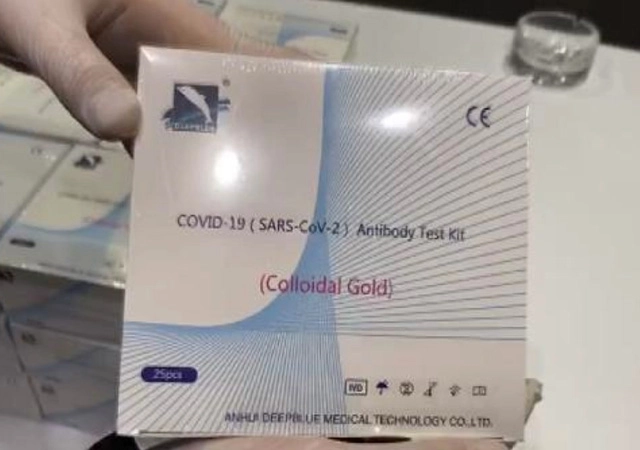 DEEPBLUE
®
CE
COVID-19 ( SARS-CoV-2 ) Antibody Test Kit
(Colloidal Gold)
25pcs
IVD
ANHUI DEEPBLUE MEDICAL TECHNOLOGY CO.,LTD.